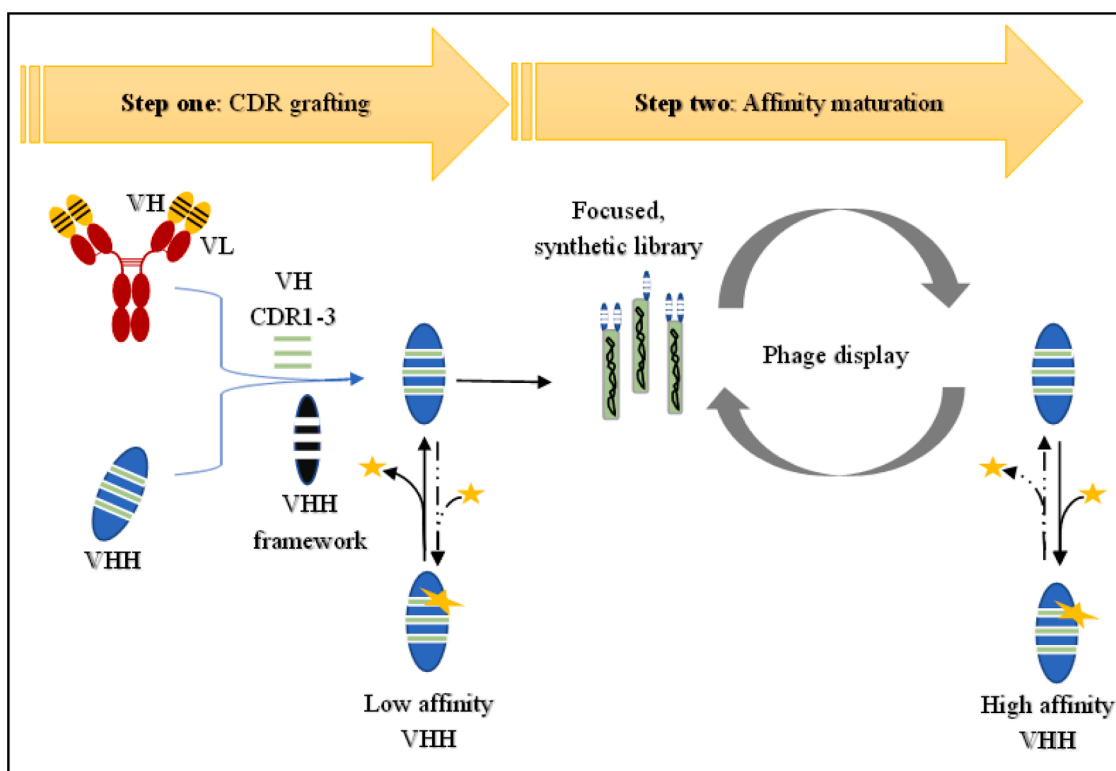 Step one: CDR grafting
Step two: Affinity maturation
VH
VL
VH
CDR1-3
VHH
VHH
framework
Low affinity
VHH
Focused,
synthetic library
Phage display
High affinity
VHH